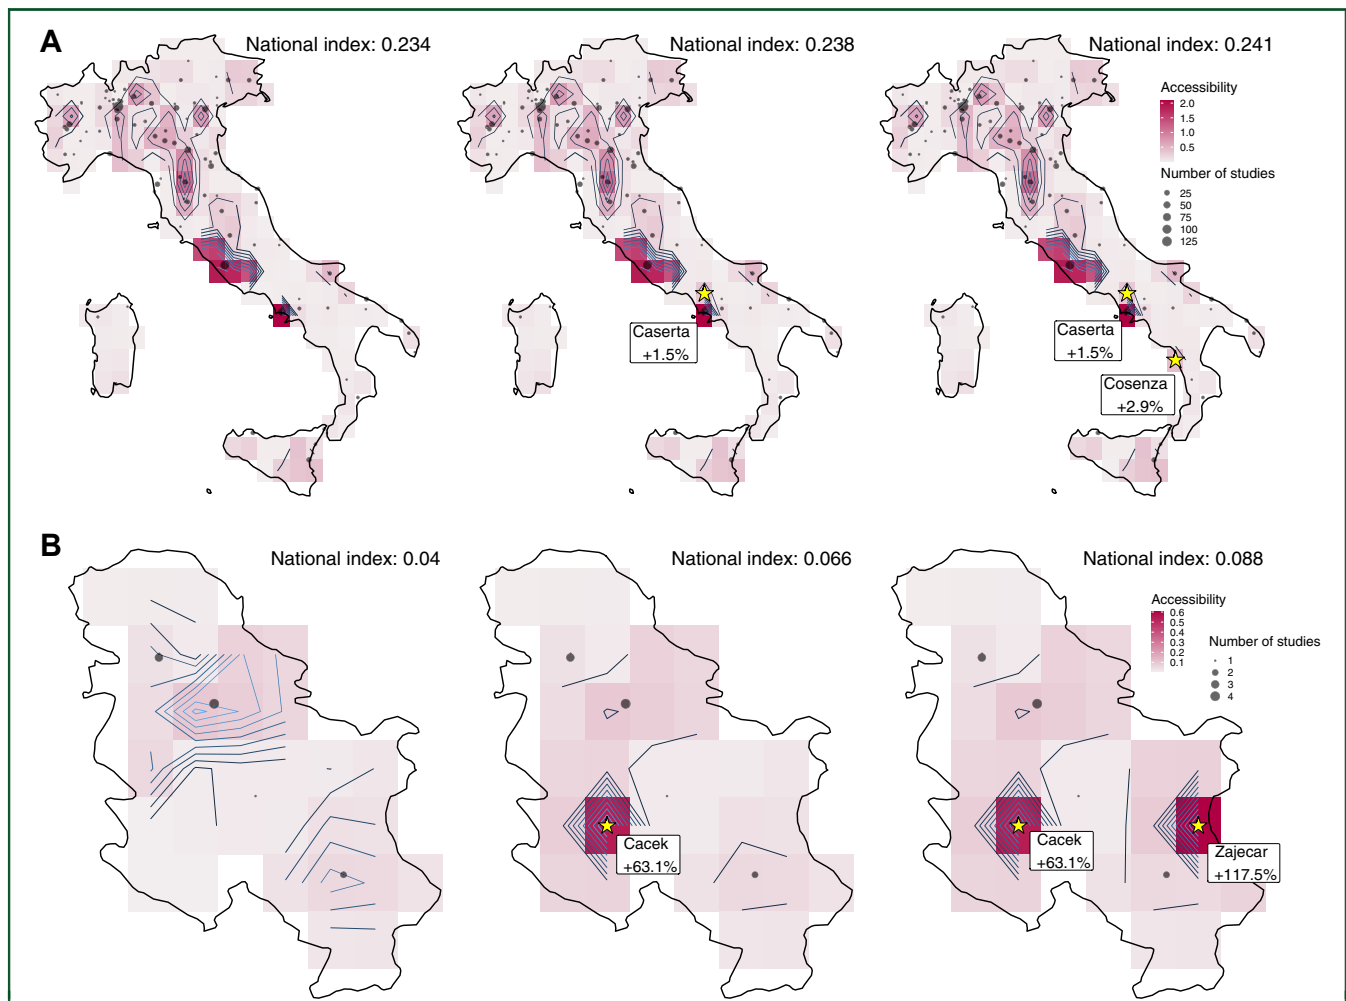 A
National index: 0.234
National index: 0.238
National index: 0.241
Accessibility
2.0
1.5
1.0
0.5
Number of studies
25
50
75
100
125
Caserta
+1.5%
Caserta
+1.5%
Cosenza
+2.9%
B
National index: 0.04
National index: 0.066
National index: 0.088
Accessibility
0.6
0.5
0.4
0.3
0.2
0.1
Number of studies
1
2
3
4
Cacek
+63.1%
Cacek
+63.1%
Zajecar
+117.5%